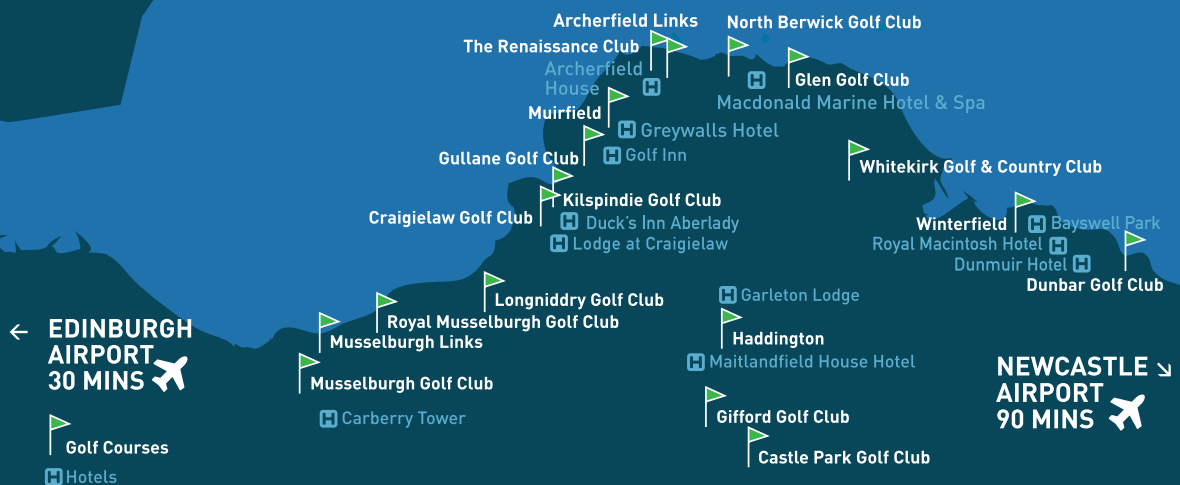 Archerfield Links
North Berwick Golf Club
The Renaissance Club
Archerfield
House
Glen Golf Club
Macdonald Marine Hotel & Spa
Muirfield
H Greywalls Hotel
Gullane Golf Club
H Golf Inn
Whitekirk Golf & Country Club
Kilspindie Golf Club
Craigielaw Golf Club
H Duck's Inn Aberlady
Winterfield
H Bayswell Park
H Lodge at Craigielaw
Royal Macintosh Hotel H
Dunmuir Hotel H
Dunbar Golf Club
Longniddry Golf Club
H Garleton Lodge
Royal Musselburgh Golf Club
Musselburgh Links
Haddington
H Maitlandfield House Hotel
Musselburgh Golf Club
H Carberry Tower
Gifford Golf Club
Castle Park Golf Club
← EDINBURGH
AIRPORT
30 MINS
NEWCASTLE ↘
AIRPORT
90 MINS
Golf Courses
H Hotels